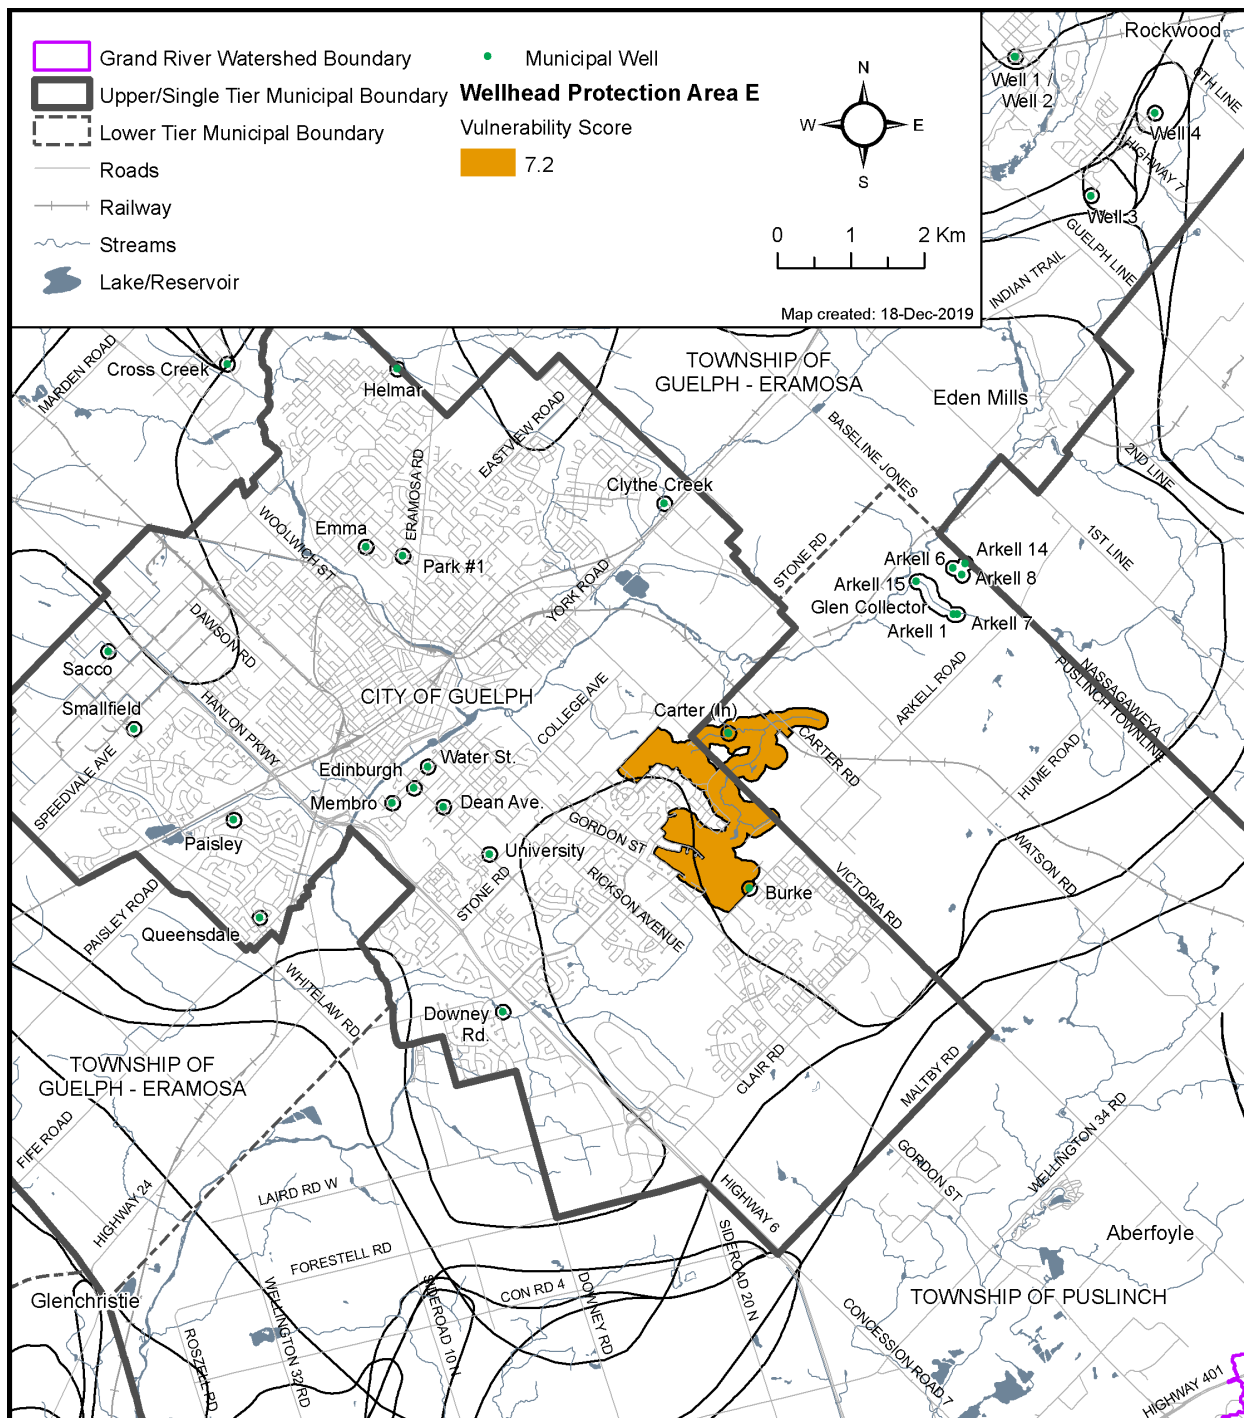 Grand River Watershed Boundary
Upper/Single Tier Municipal Boundary
Lower Tier Municipal Boundary
Roads
Railway
Streams
Lake/Reservoir
Municipal Well
Wellhead Protection Area E
Vulnerability Score
7.2
N
W
E
S
0 1 2 Km
Map created: 18-Dec-2019
Rockwood
Well 1 /
Well 2
6TH LINE
Well 4
HIGHWAY 7
Well 3
GUELPH LINE
INDIAN TRAIL
MARDEN ROAD
Cross Creek
Helmar
TOWNSHIP OF
GUELPH - ERAMOSA
Eden Mills
EASTVIEW ROAD
BASELINE JONES
2ND LINE
ERAMOSA RD
Clythe Creek
WOOLWICH ST
Emma
Park #1
1ST LINE
STONE RD
Arkell 14
Arkell 6
Arkell 8
Arkell 15
Glen Collector
Arkell 1
Arkell 7
YORK ROAD
DAWSON RD
Sacco
CITY OF GUELPH
COLLEGE AVE
ARKELL ROAD
NASSAGAWEYA
PUSLINCH TOWNLINE
Smallfield
HANLON PKWY
Carter (In)
CARTER RD
HUME ROAD
SPEEDVALE AVE
Water St.
Edinburgh
Membro
Dean Ave.
Paisley
GORDON ST
University
STONE RD
RICKSON AVENUE
Burke
VICTORIA RD
WATSON RD
PAISLEY ROAD
Queensdale
WHITELAW RD
Downey
Rd.
CLAIR RD
MALTBY RD
TOWNSHIP OF
GUELPH - ERAMOSA
FIFE ROAD
WELLINGTON 34 RD
GORDON ST
LAIRD RD W
HIGHWAY 24
HIGHWAY 6
Aberfoyle
FORESTELL RD
SIDEROAD 20 N
CON RD 4
Glenchristie
WELLINGTON 32 RD
SIDEROAD 10 N
DOWNEY RD
TOWNSHIP OF PUSLINCH
ROSZELL RD
CONCESSION ROAD 7
HIGHWAY 401